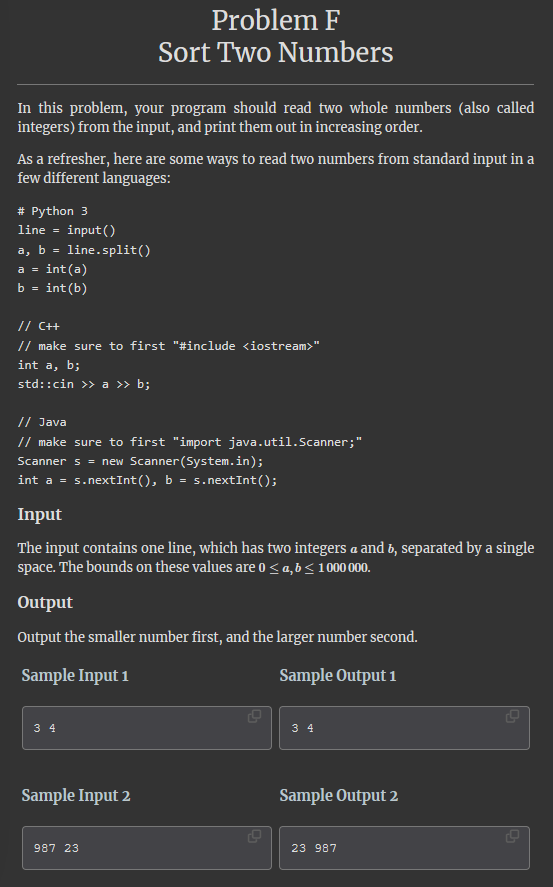 Problem F
Sort Two Numbers
In this problem, your program should read two whole numbers (also called
integers) from the input, and print them out in increasing order.
As a refresher, here are some ways to read two numbers from standard input in a
few different languages:
# Python 3
line = input()
a, b = line.split()
a = int(a)
b = int(b)
// C++
// make sure to first "#include <iostream>"
int a, b;
std::cin >> a >> b;
// Java
// make sure to first "import java.util.Scanner;"
Scanner s = new Scanner(System.in);
int a = s.nextInt(), b = s.nextInt();
Input
The input contains one line, which has two integers a and b, separated by a single
space. The bounds on these values are 0 ≤ a, b ≤ 1 000 000.
Output
Output the smaller number first, and the larger number second.
Sample Input 1 Sample Output 1
3 4 3 4
Sample Input 2 Sample Output 2
987 23 23 987